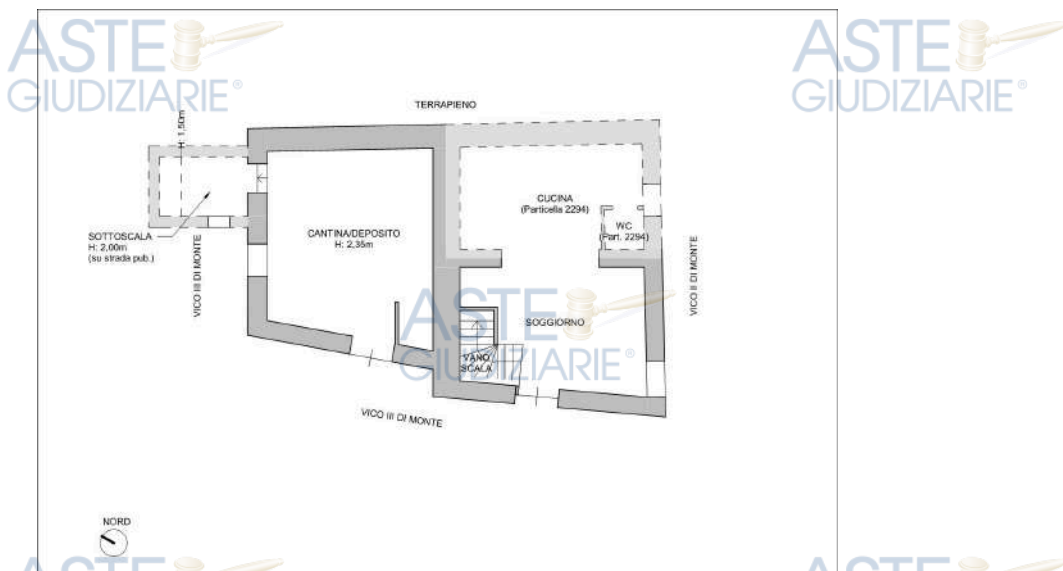 ASTE
GIUDIZIARIE®
ASTE
GIUDIZIARIE®
TERRAPIENO
H: 1,50m
CUCINA
(Particella 2294)
WC
(Part. 2294)
CANTINA/DEPOSITO
H: 2,35m
SOTTOSCALA
H: 2,00m
(su strada pub.)
VICO III DI MONTE
VICO II DI MONTE
ASTE
GIUDIZIARIE®
SOGGIORNO
VANO
SCALA
VICO III DI MONTE
NORD
ASTE
ASTE